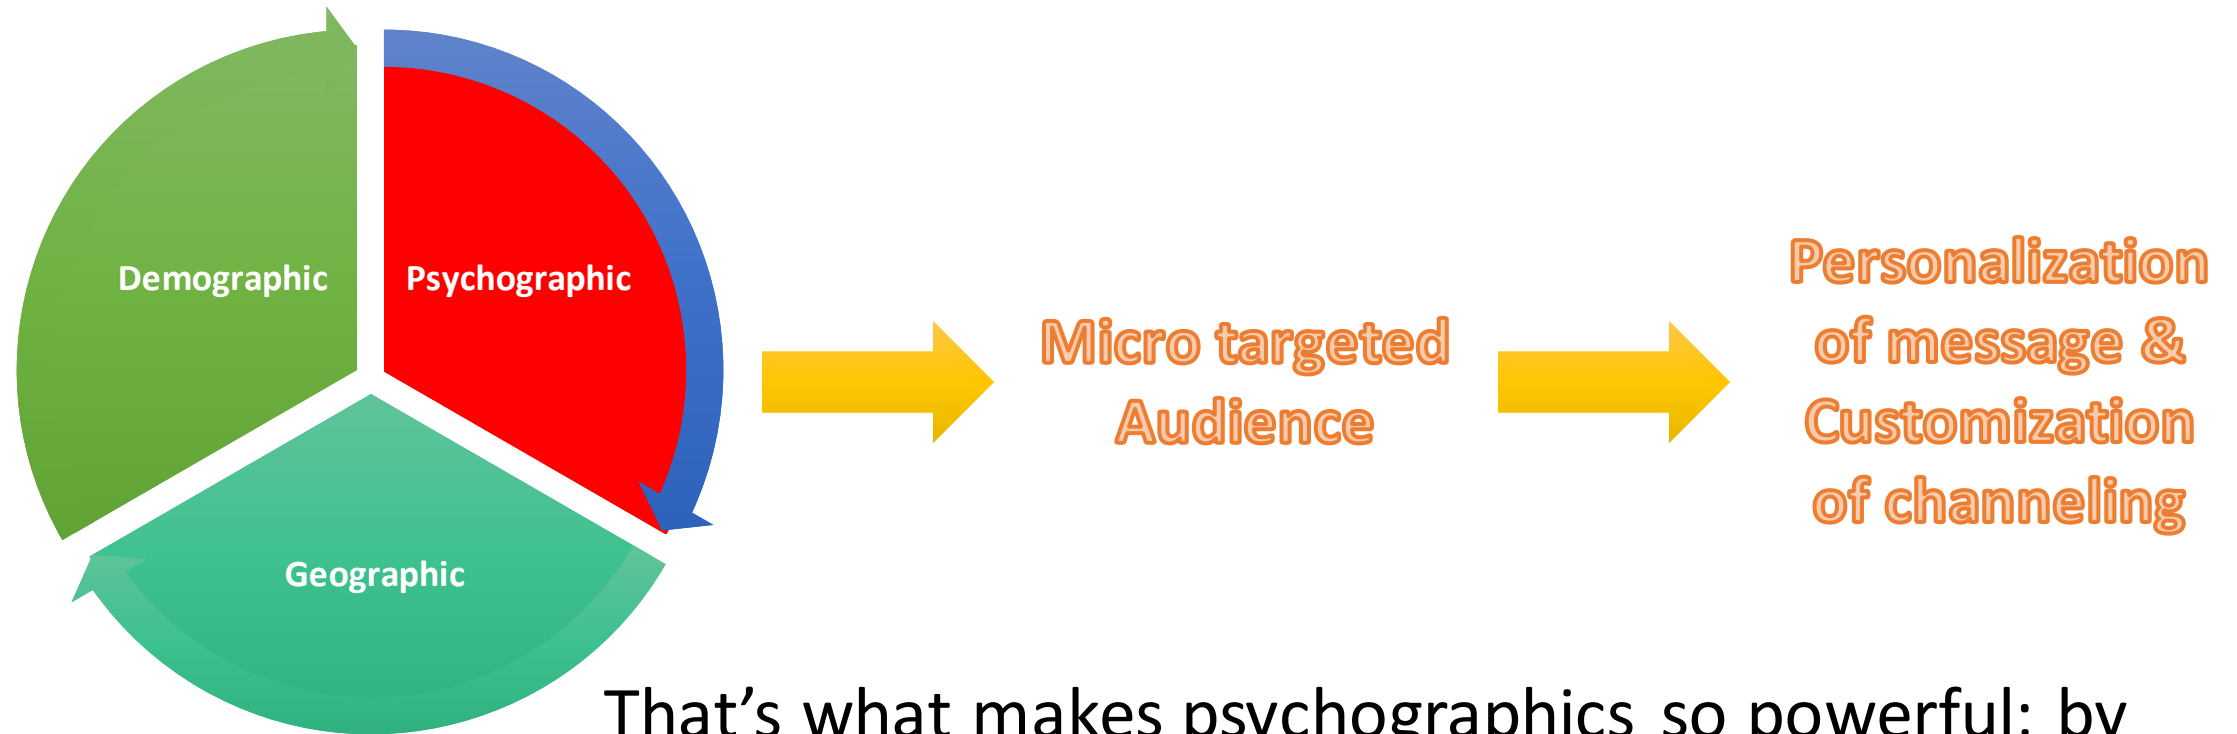 Demographic
Psychographic
Geographic
Micro targeted
Audience
Personalization
of message &
Customization
of channeling
That's what makes psychographics so powerful: by